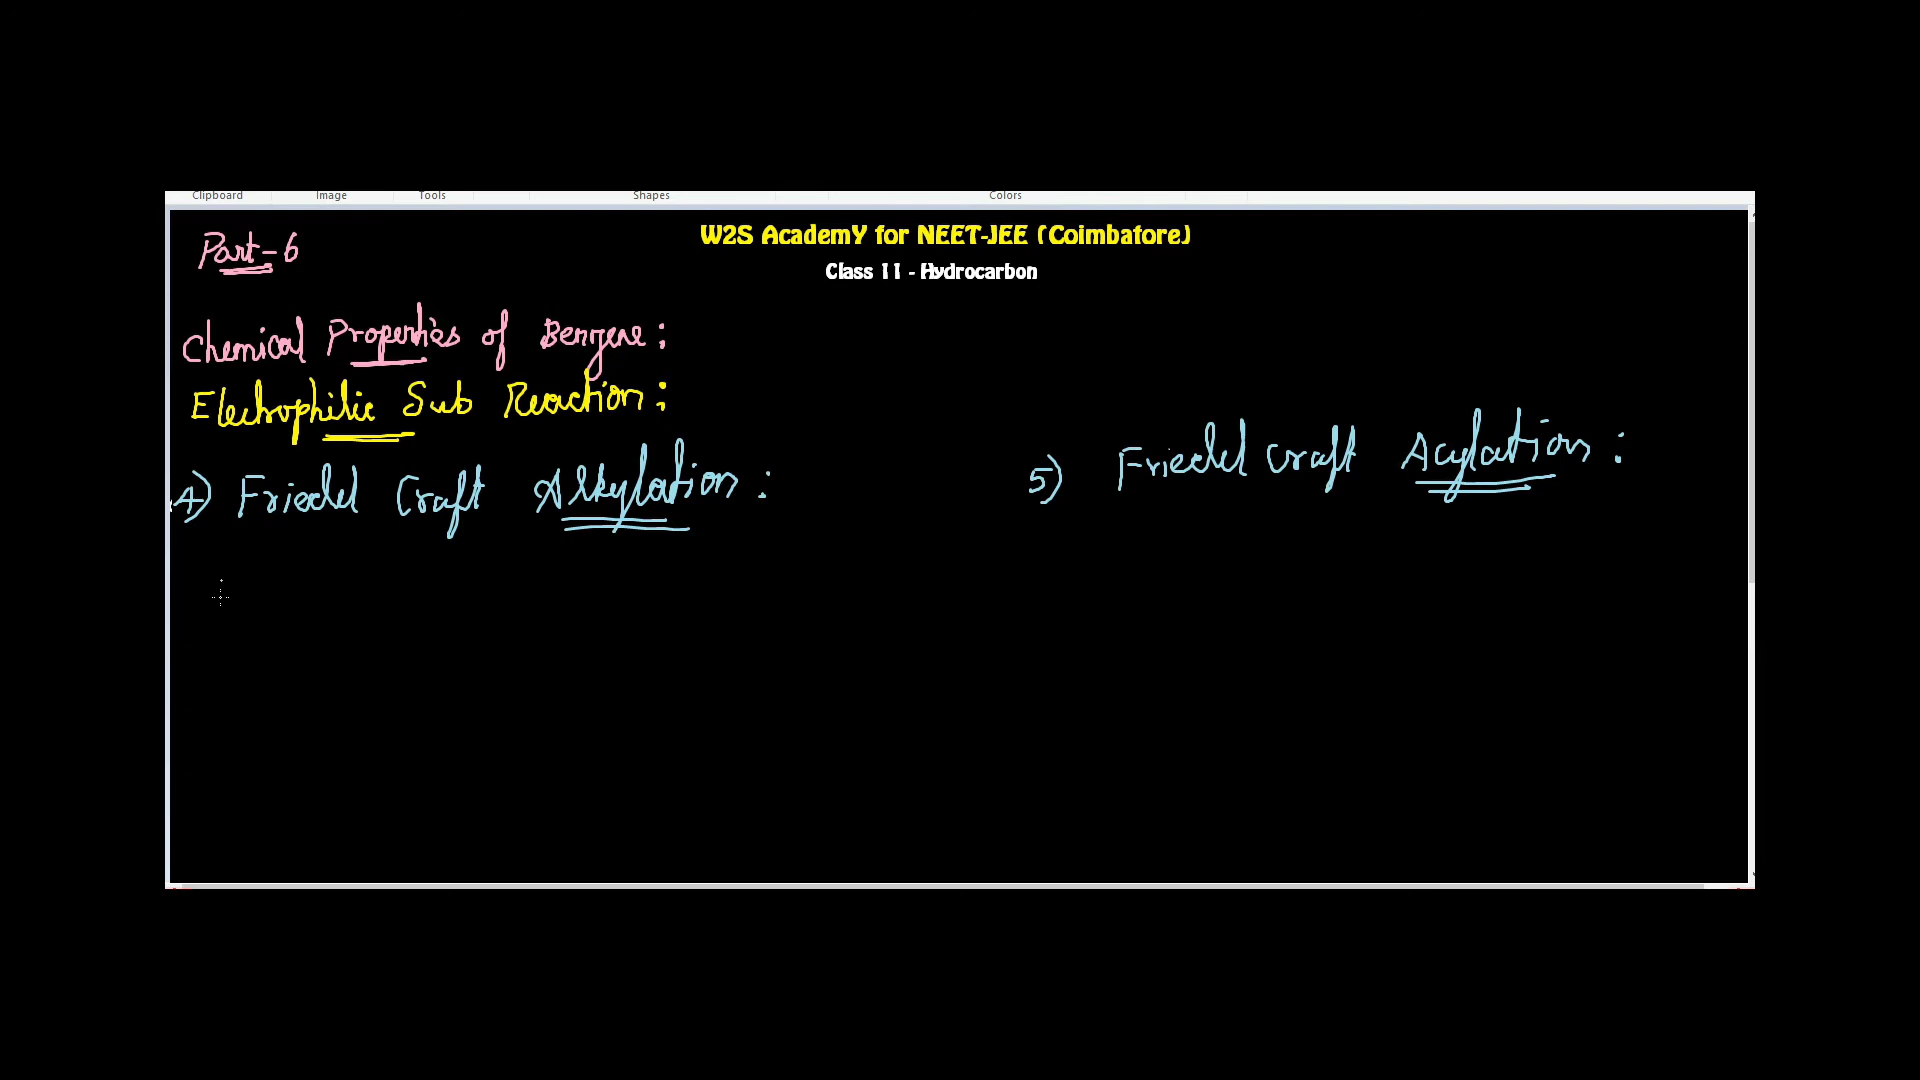 Clipboard Image Tools Shapes Colors
W2S AcademY for NEET-JEE (Coimbatore)
Part-6
Class 11 - Hydrocarbon
Chemical Properties of Benzene:
Electrophilic Sub Reaction:
4) Friedel Craft Alkylation:
5) Friedel Craft Acylation: